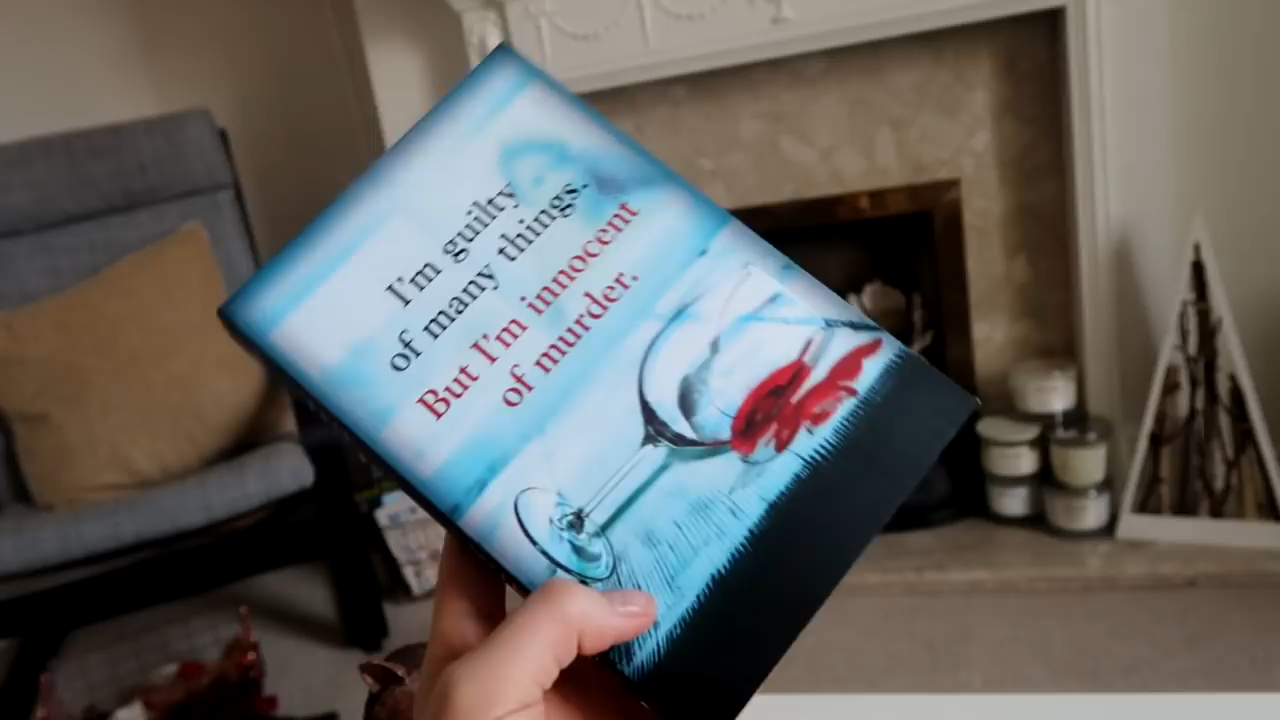 I'm guilty
of many things.
But I'm innocent
of murder.